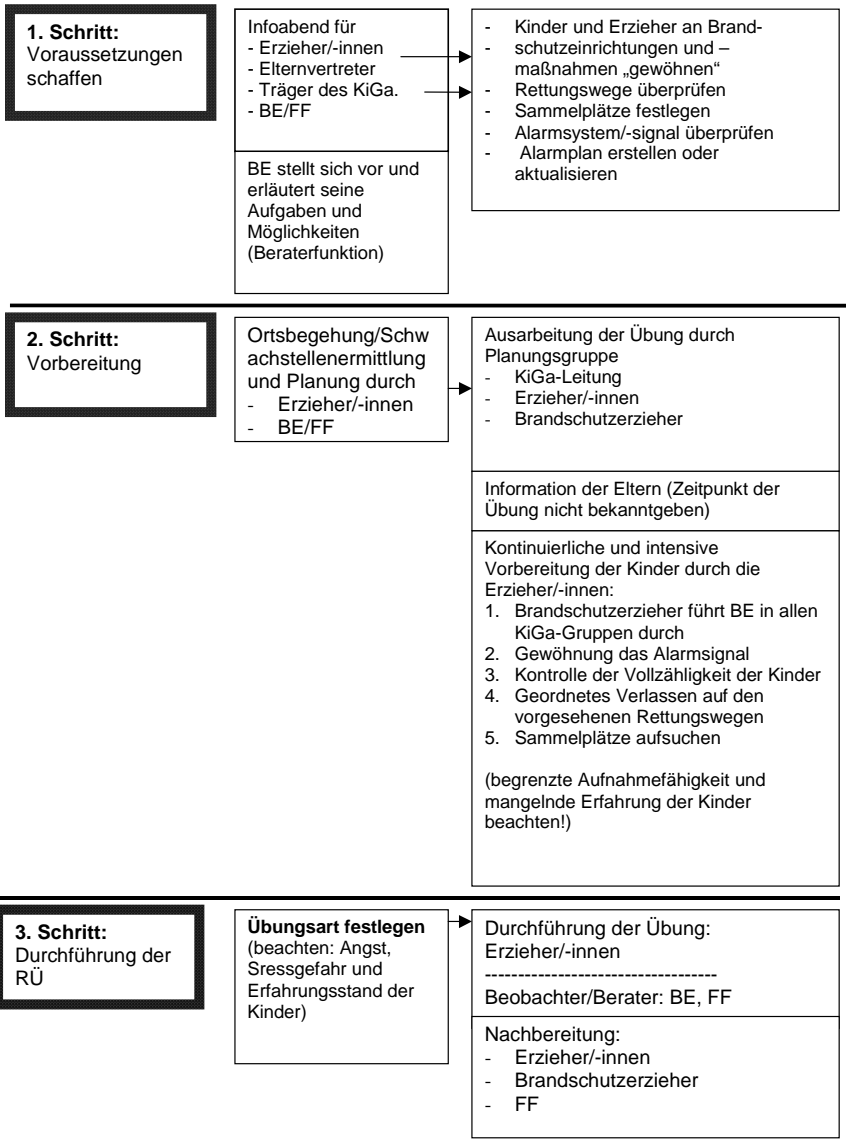 1. Schritt:
Voraussetzungen
schaffen
Infoabend für
- Erzieher/-innen
- Elternvertreter
- Träger des KiGa.
- BE/FF
BE stellt sich vor und
erläutert seine
Aufgaben und
Möglichkeiten
(Beraterfunktion)
- Kinder und Erzieher an Brand-
- schutzeinrichtungen und –
maßnahmen „gewöhnen“
- Rettungswege überprüfen
- Sammelplätze festlegen
- Alarmsystem/-signal überprüfen
- Alarmplan erstellen oder
aktualisieren
2. Schritt:
Vorbereitung
Ortsbegehung/Schw
achstellenermittlung
und Planung durch
- Erzieher/-innen
- BE/FF
Ausarbeitung der Übung durch
Planungsgruppe
- KiGa-Leitung
- Erzieher/-innen
- Brandschutzerzieher
Information der Eltern (Zeitpunkt der
Übung nicht bekanntgeben)
Kontinuierliche und intensive
Vorbereitung der Kinder durch die
Erzieher/-innen:
1. Brandschutzerzieher führt BE in allen
KiGa-Gruppen durch
2. Gewöhnung das Alarmsignal
3. Kontrolle der Vollzähligkeit der Kinder
4. Geordnetes Verlassen auf den
vorgesehenen Rettungswegen
5. Sammelplätze aufsuchen
(begrenzte Aufnahmefähigkeit und
mangelnde Erfahrung der Kinder
beachten!)
3. Schritt:
Durchführung der
RÜ
Übungsart festlegen
(beachten: Angst,
Sressgefahr und
Erfahrungsstand der
Kinder)
Durchführung der Übung:
Erzieher/-innen
-----------------------------------
Beobachter/Berater: BE, FF
Nachbereitung:
- Erzieher/-innen
- Brandschutzerzieher
- FF